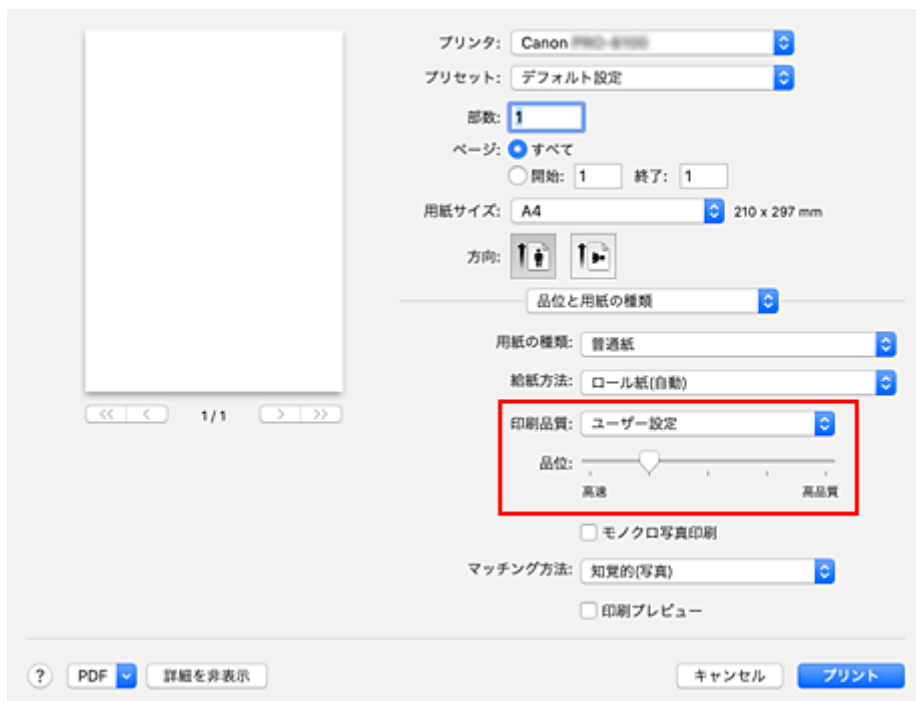 プリンタ: Canon
プリセット: デフォルト設定
部数: 1
ページ: すべて
開始: 1 終了: 1
用紙サイズ: A4 210 x 297 mm
方向:
品位と用紙の種類
用紙の種類: 普通紙
給紙方法: ロール紙(自動)
1/1
印刷品質: ユーザー設定
品位:
高速 高品質
モノクロ写真印刷
マッチング方法: 知覚的(写真)
印刷プレビュー
? PDF 詳細を非表示 キャンセル プリント